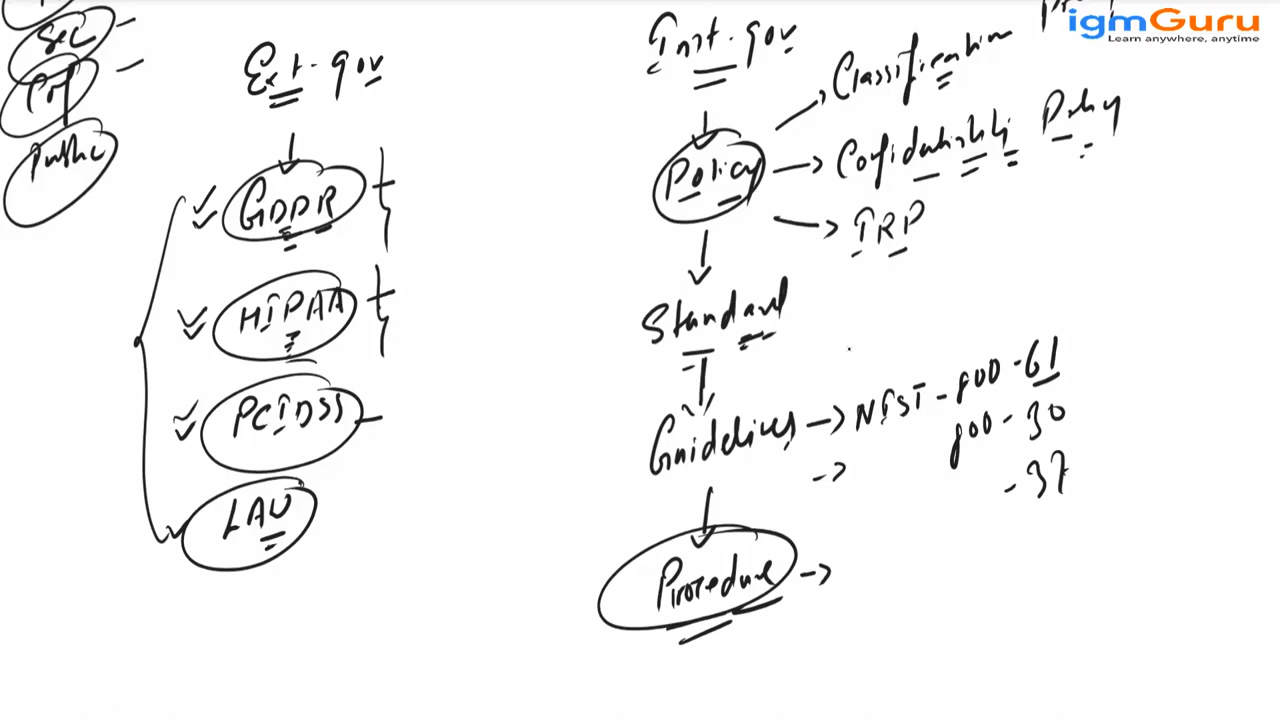 Sec
Public
Ext. gov
GDPR
HIPAA
PCIDSS
LAW
Int. gov
Policy
Classification
Confidentiality Policy
IRP
Standard
Guidelines → NIST - 800 - 61
800 - 30
- 37
Procedure →
igmGuru
Learn anywhere, anytime